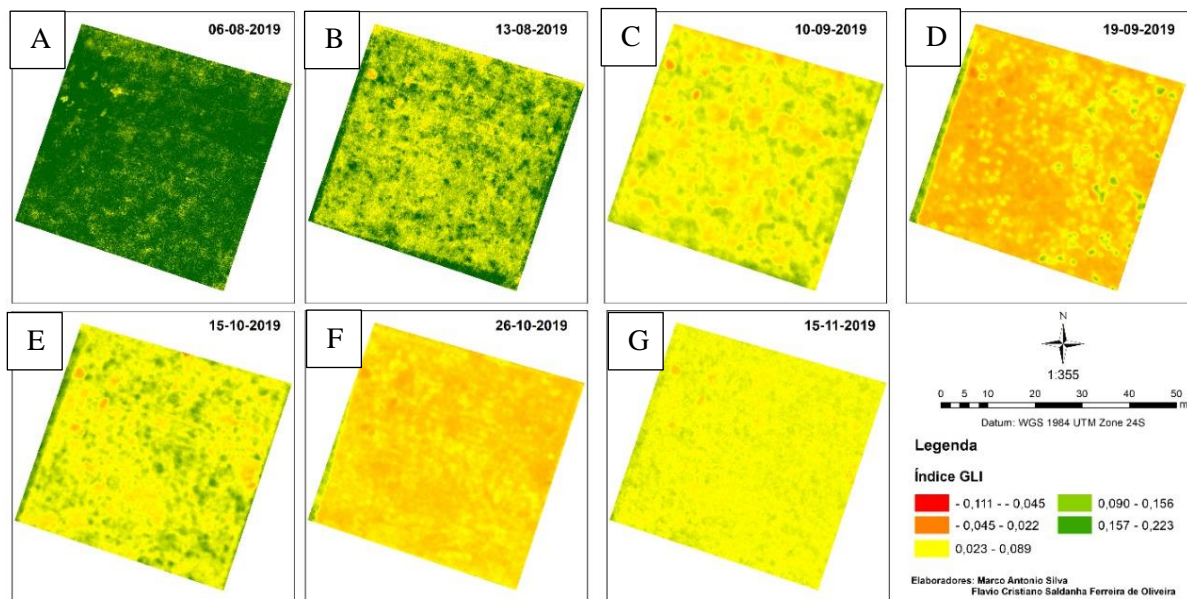 A
06-08-2019
B
13-08-2019
C
10-09-2019
D
19-09-2019
E
15-10-2019
F
26-10-2019
G
15-11-2019
N
1:355
0 5 10 20 30 40 50
m
Datum: WGS 1984 UTM Zone 24S
Legenda
Índice GLI
- 0,111 - - 0,045
- 0,045 - 0,022
0,023 - 0,089
0,090 - 0,156
0,157 - 0,223
Elaboradores: Marco Antonio Silva
Flavio Cristiano Saldanha Ferreira de Oliveira